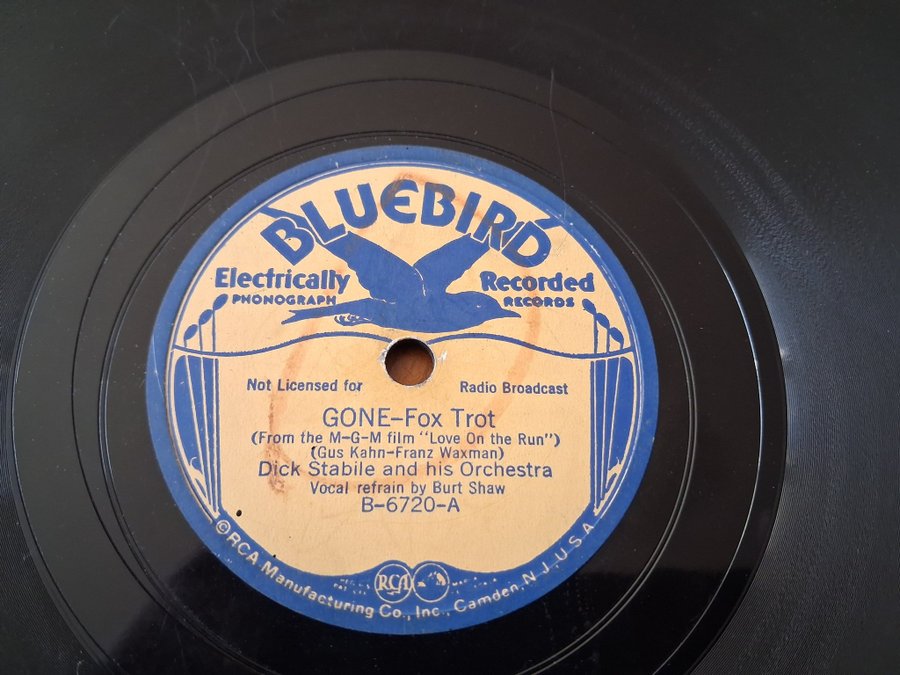 BLUEBIRD
Electrically Recorded
PHONOGRAPH RECORDS
Not Licensed for Radio Broadcast
GONE-Fox Trot
(From the M-G-M film "Love On the Run")
(Gus Kahn-Franz Waxman)
Dick Stabile and his Orchestra
Vocal refrain by Burt Shaw
B-6720-A
RCA
©RCA Manufacturing Co., Inc., Camden, N.J., U.S.A